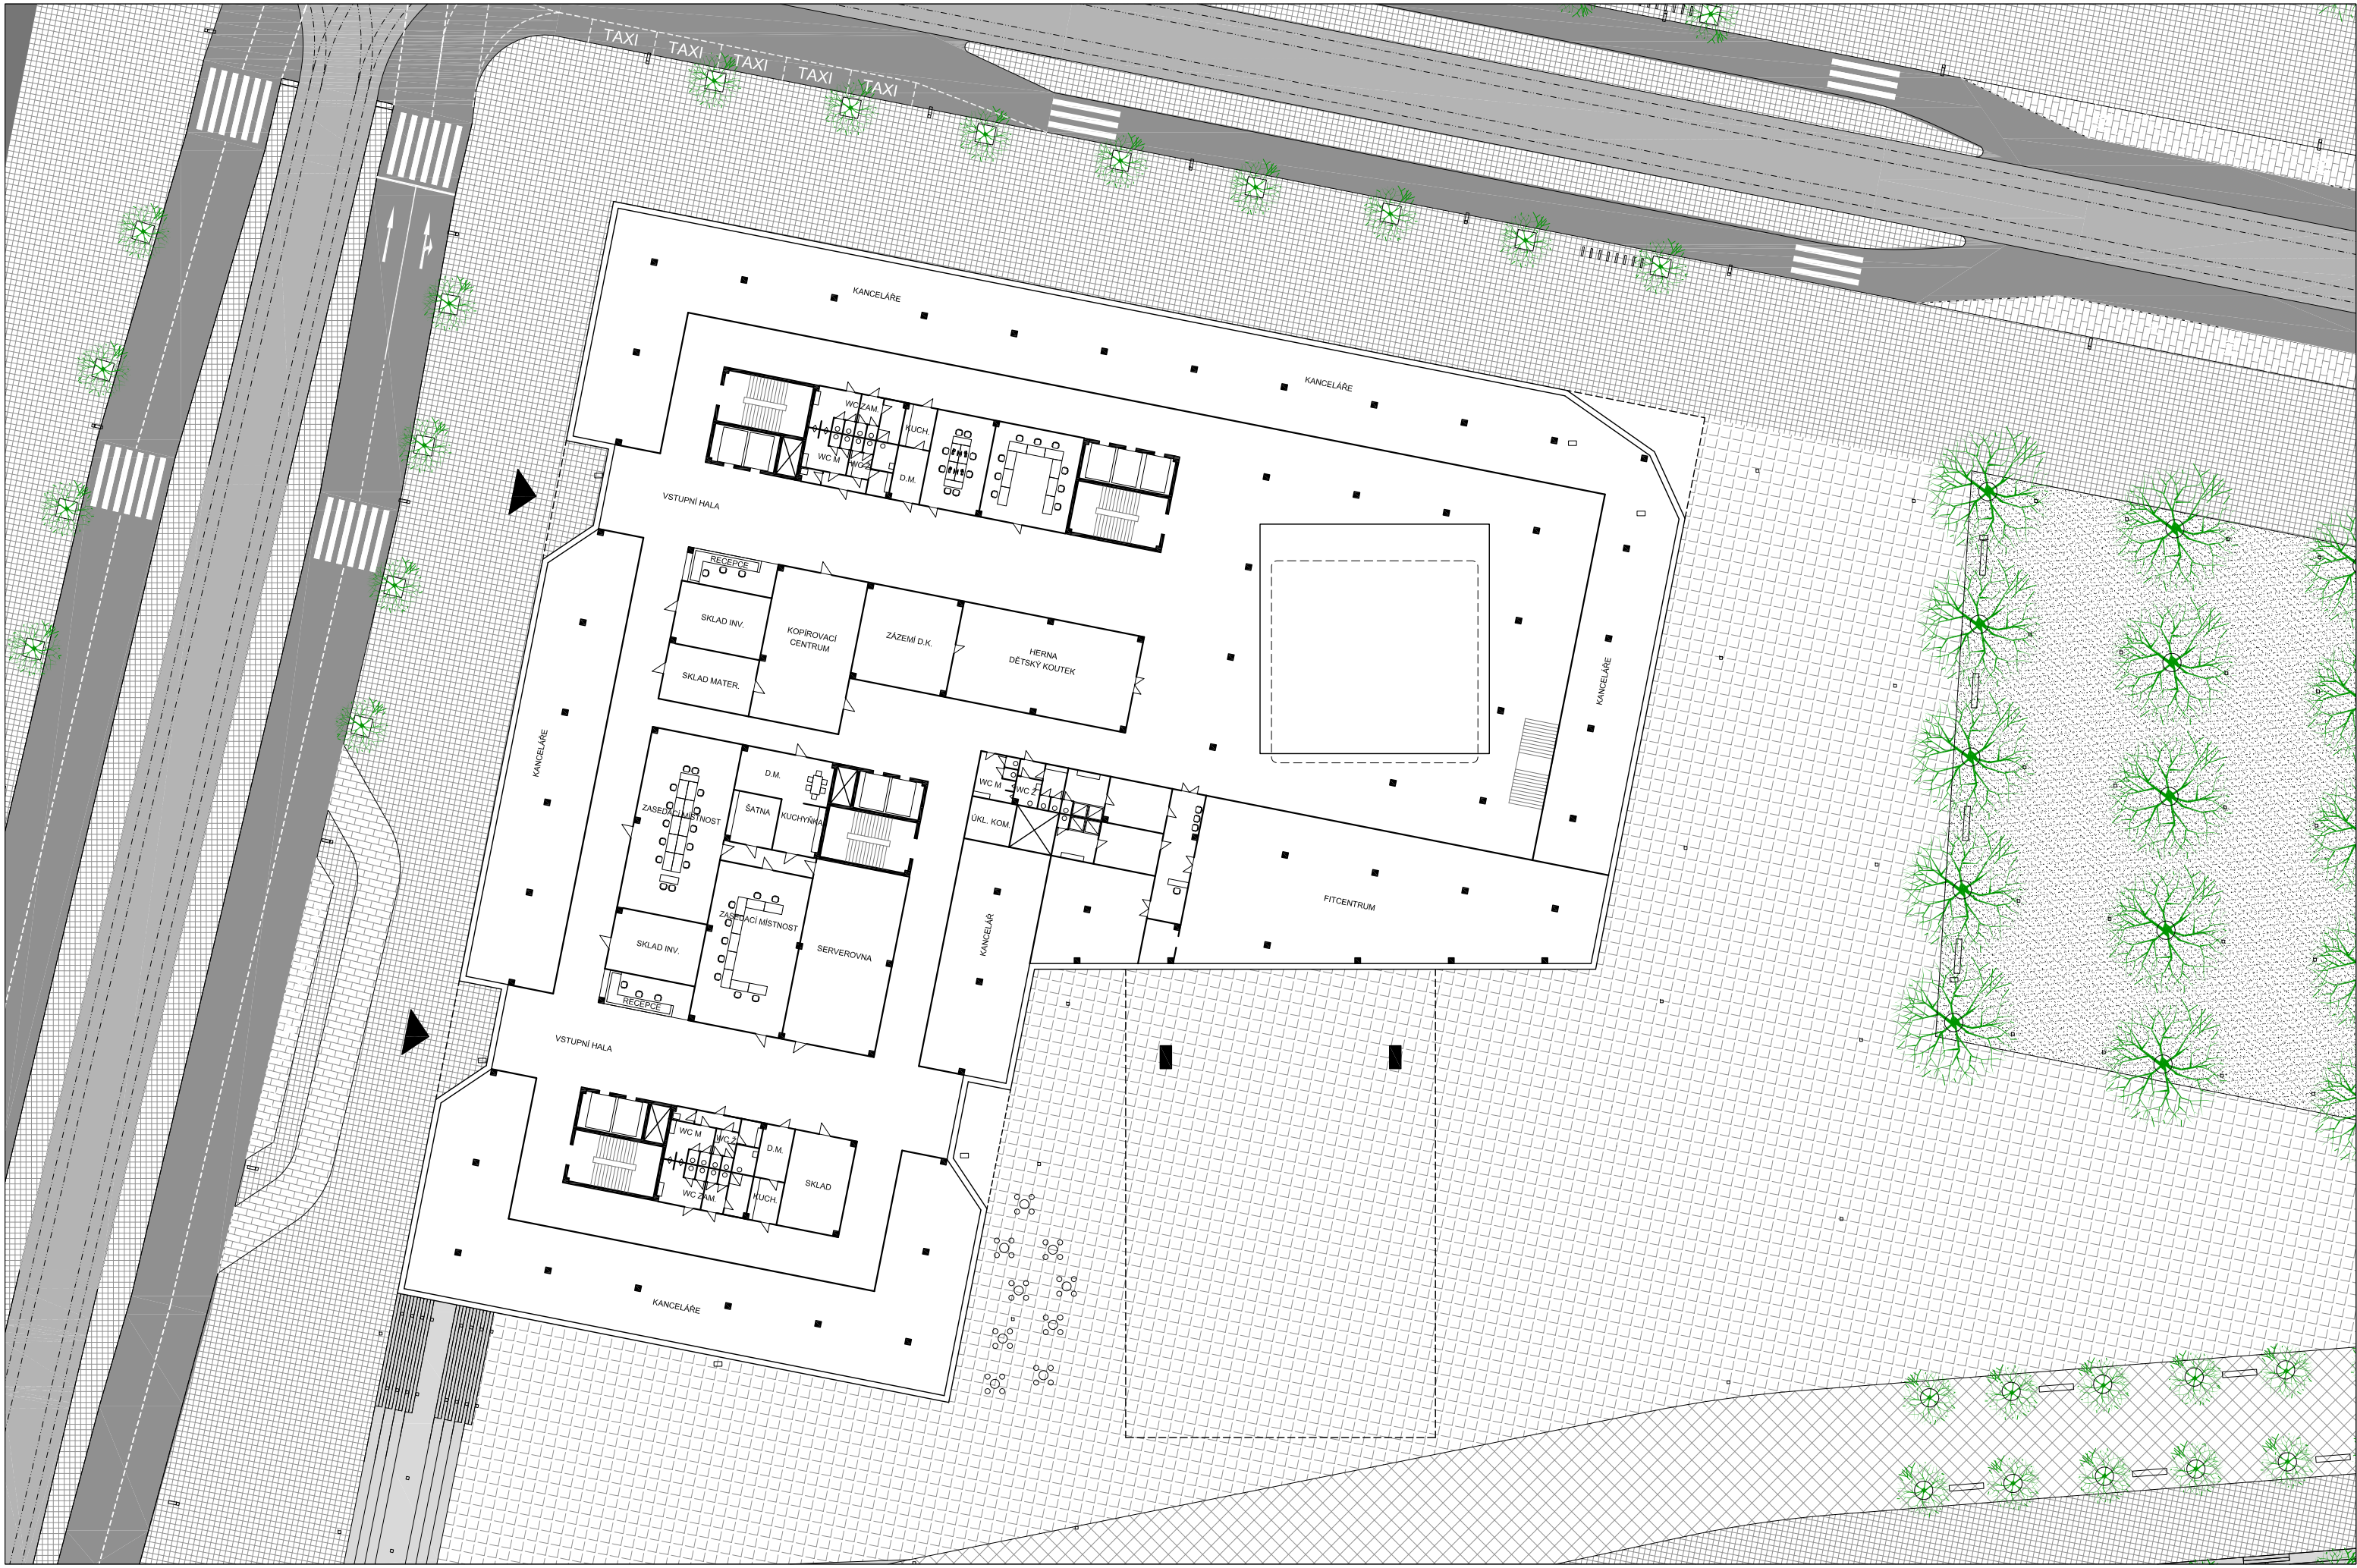 TAXI
TAXI
TAXI
TAXI
TAXI
KANCELÁŘE
KANCELÁŘE
WC ZAM.
KUCH.
WC M
WC Ž
D.M.
VSTUPNÍ HALA
RECEPCE
SKLAD INV.
KOPÍROVACÍ
CENTRUM
ZÁZEMÍ D.K.
HERNA
DĚTSKÝ KOUTEK
SKLAD MATER.
KANCELÁŘE
KANCELÁŘE
D.M.
ZASEDACÍ MÍSTNOST
ŠATNA
KUCHYŇKA
WC M
WC Ž
ÚKL. KOM.
FITCENTRUM
ZASEDACÍ MÍSTNOST
KANCELÁŘ
SKLAD INV.
SERVEROVNA
RECEPCE
VSTUPNÍ HALA
WC M
WC Ž
D.M.
SKLAD
WC ZAM.
KUCH.
KANCELÁŘE